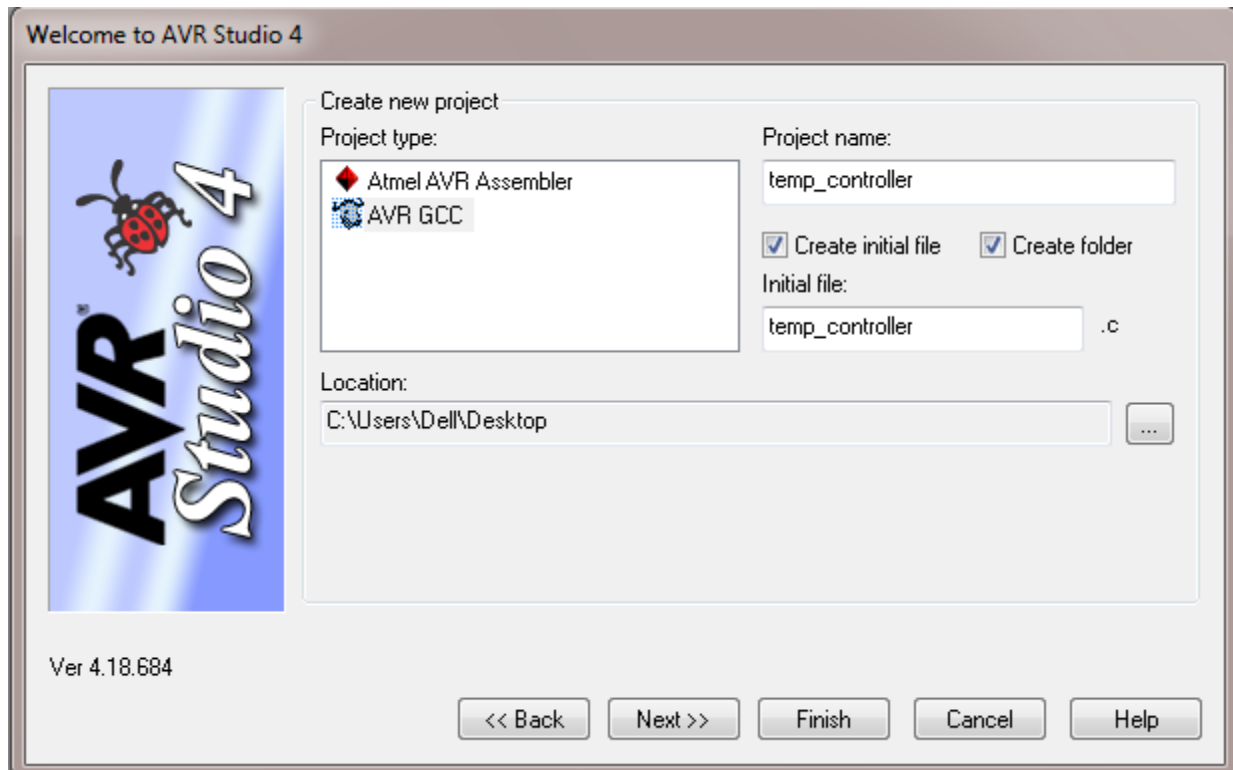 Welcome to AVR Studio 4
AVR®
Studio 4
Create new project
Project type:
Atmel AVR Assembler
AVR GCC
Project name:
temp_controller
Create initial file
Create folder
Initial file:
temp_controller
.c
Location:
C:\Users\Dell\Desktop
...
Ver 4.18.684
<< Back
Next >>
Finish
Cancel
Help